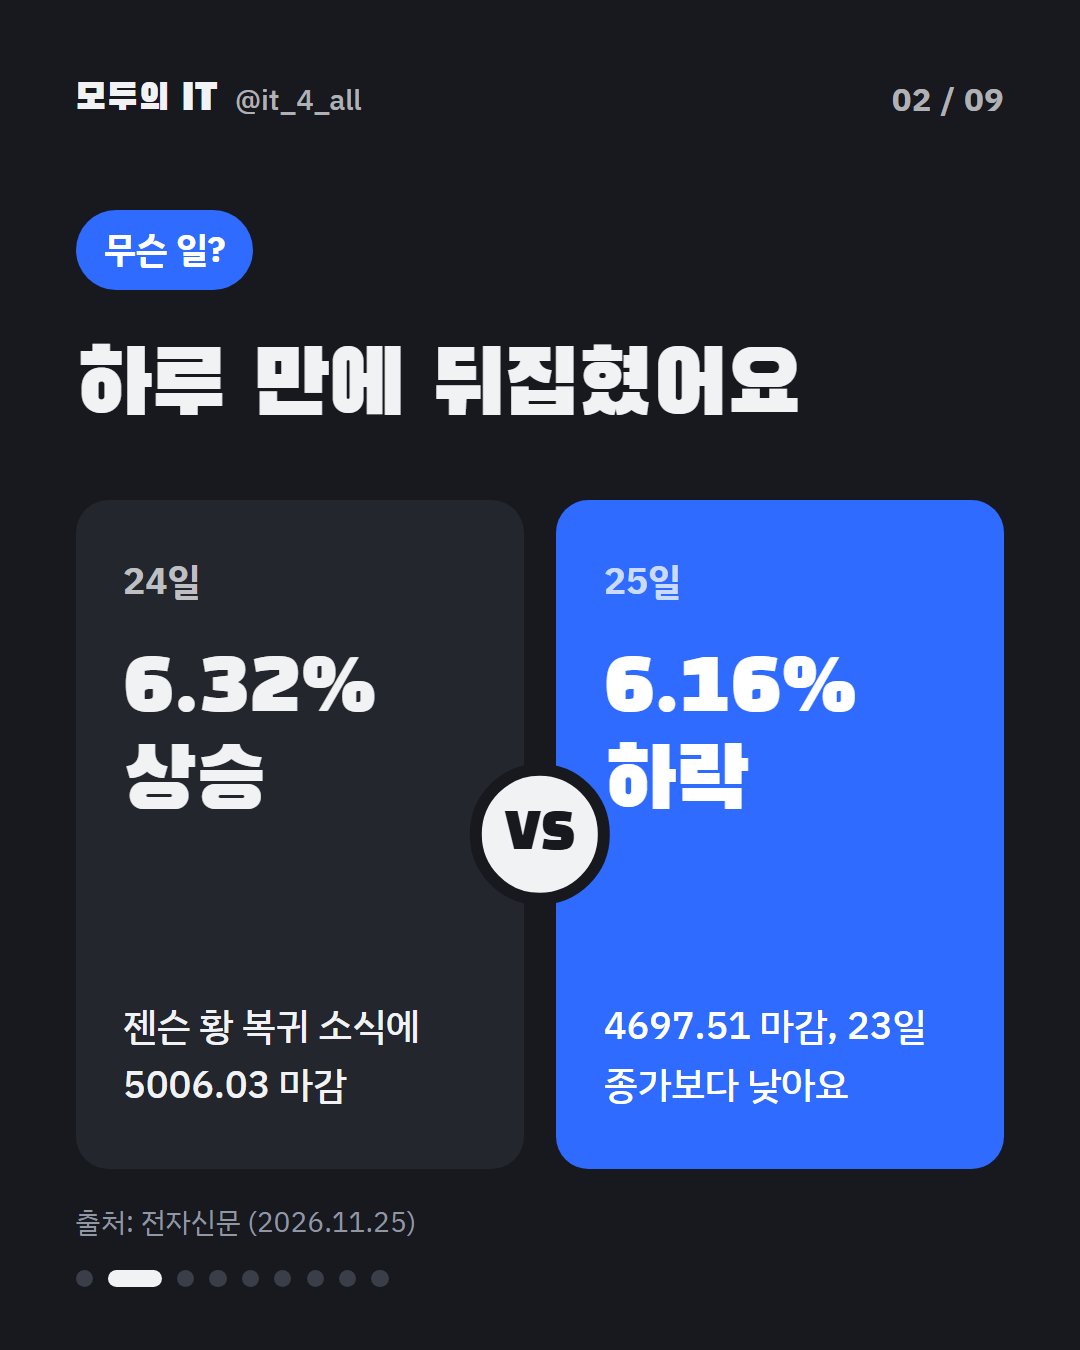 모두의 IT @it_4_all
02 / 09
무슨 일?
하루 만에 뒤집혔어요
24일
6.32%
상승
젠슨 황 복귀 소식에
5006.03 마감
VS
25일
6.16%
하락
4697.51 마감, 23일
종가보다 낮아요
출처: 전자신문 (2026.11.25)